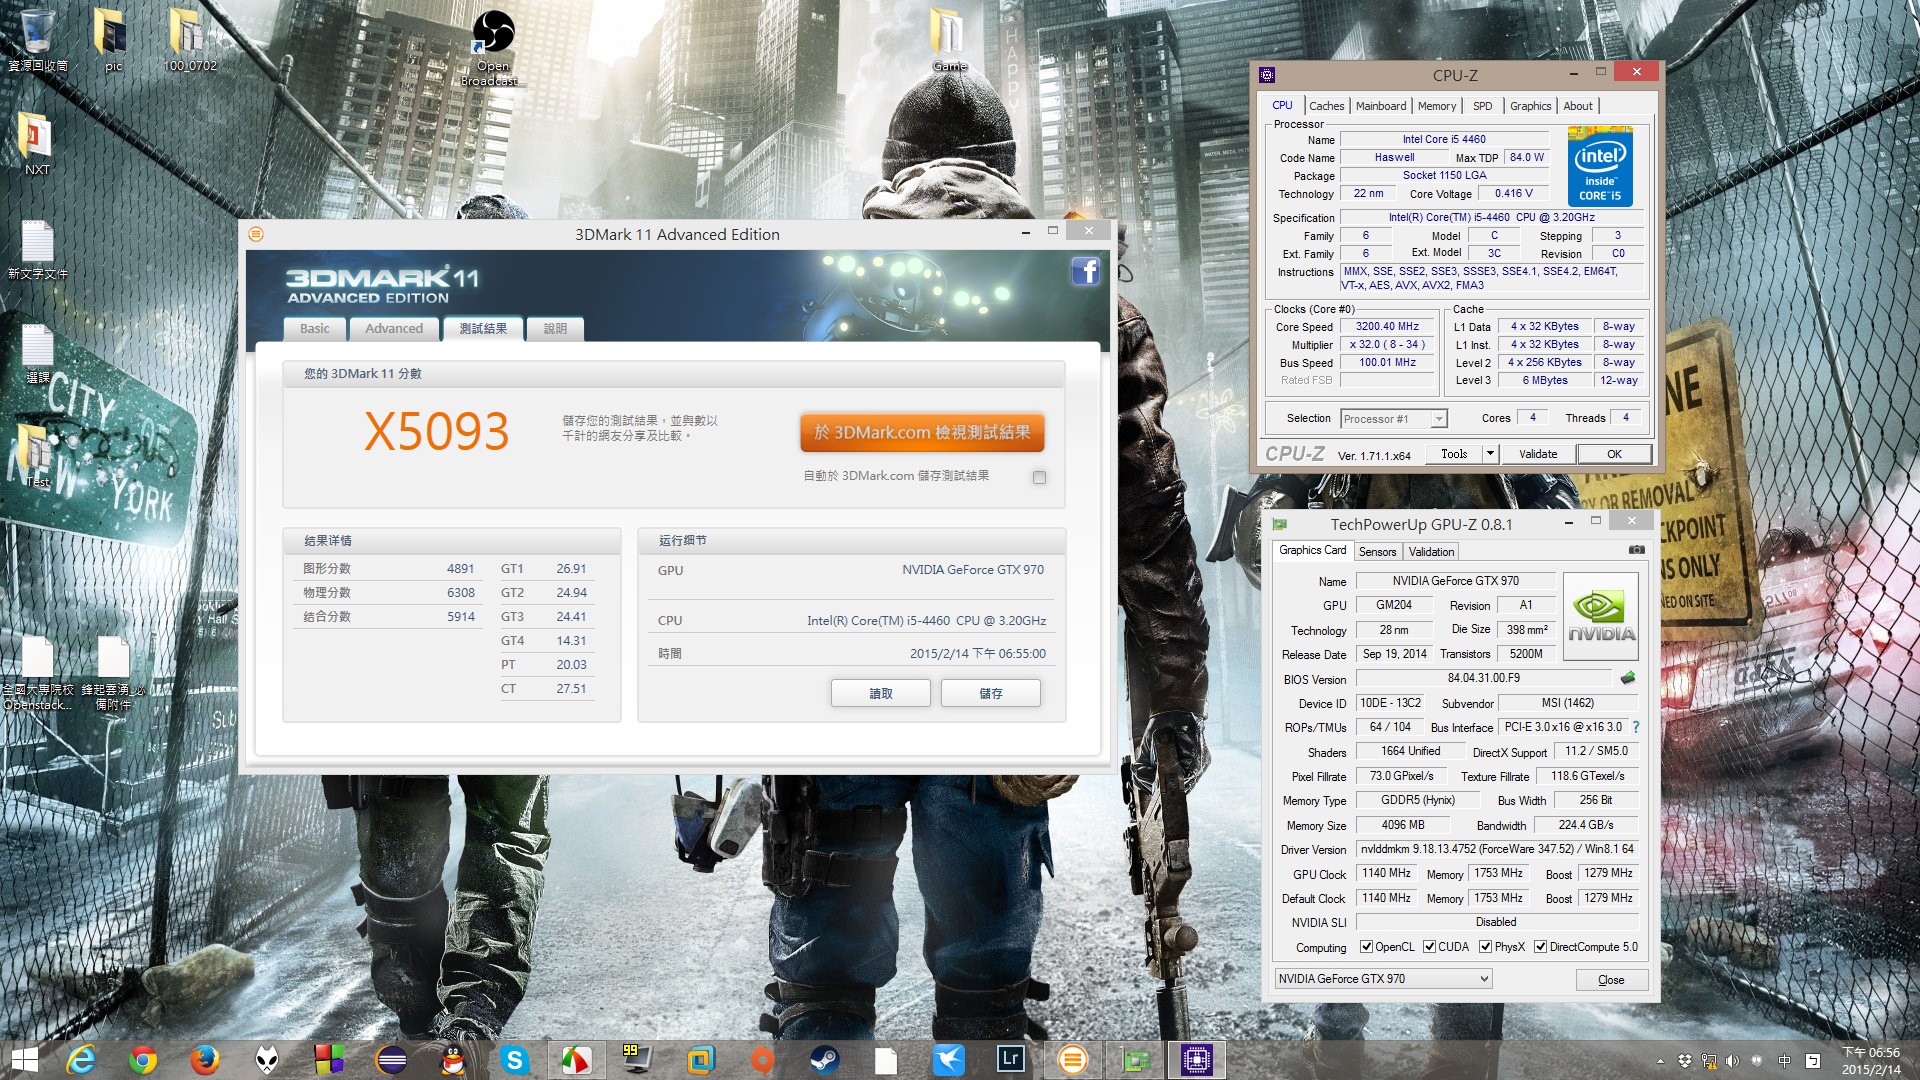 資源回收筒
pic
100_0702
Open
Broadcast...
Game
NXT
新文字文件
選課
Test
全國大專院校
Openstack...
鋒起雲湧_必
備附件
CITY
NEW YORK
3DMark 11 Advanced Edition
3DMARK 11
ADVANCED EDITION
Basic
Advanced
測試結果
說明
您的 3DMark 11 分數
X5093
儲存您的測試結果，並與數以
千計的網友分享及比較。
於 3DMark.com 檢視測試結果
自動於 3DMark.com 儲存測試結果
结果详情
图形分数 4891
物理分数 6308
结合分数 5914
GT1 26.91
GT2 24.94
GT3 24.41
GT4 14.31
PT 20.03
CT 27.51
运行细节
GPU NVIDIA GeForce GTX 970
CPU Intel(R) Core(TM) i5-4460 CPU @ 3.20GHz
時間 2015/2/14 下午 06:55:00
讀取
儲存
CPU-Z
CPU Caches Mainboard Memory SPD Graphics About
Processor
Name Intel Core i5 4460
Code Name Haswell Max TDP 84.0 W
Package Socket 1150 LGA
Technology 22 nm Core Voltage 0.416 V
intel
inside™
CORE™i5
Specification Intel(R) Core(TM) i5-4460 CPU @ 3.20GHz
Family 6 Model C Stepping 3
Ext. Family 6 Ext. Model 3C Revision C0
Instructions MMX, SSE, SSE2, SSE3, SSSE3, SSE4.1, SSE4.2, EM64T,
VT-x, AES, AVX, AVX2, FMA3
Clocks (Core #0)
Core Speed 3200.40 MHz
Multiplier x 32.0 ( 8 - 34 )
Bus Speed 100.01 MHz
Rated FSB
Cache
L1 Data 4 x 32 KBytes 8-way
L1 Inst. 4 x 32 KBytes 8-way
Level 2 4 x 256 KBytes 8-way
Level 3 6 MBytes 12-way
Selection Processor #1 Cores 4 Threads 4
CPU-Z Ver. 1.71.1.x64 Tools Validate OK
TechPowerUp GPU-Z 0.8.1
Graphics Card Sensors Validation
Name NVIDIA GeForce GTX 970
GPU GM204 Revision A1
Technology 28 nm Die Size 398 mm²
Release Date Sep 19, 2014 Transistors 5200M
NVIDIA
BIOS Version 84.04.31.00.F9
Device ID 10DE - 13C2 Subvendor MSI (1462)
ROPs/TMUs 64 / 104 Bus Interface PCI-E 3.0 x16 @ x16 3.0 ?
Shaders 1664 Unified DirectX Support 11.2 / SM5.0
Pixel Fillrate 73.0 GPixel/s Texture Fillrate 118.6 GTexel/s
Memory Type GDDR5 (Hynix) Bus Width 256 Bit
Memory Size 4096 MB Bandwidth 224.4 GB/s
Driver Version nvlddmkm 9.18.13.4752 (ForceWare 347.52) / Win8.1 64
GPU Clock 1140 MHz Memory 1753 MHz Boost 1279 MHz
Default Clock 1140 MHz Memory 1753 MHz Boost 1279 MHz
NVIDIA SLI Disabled
Computing OpenCL CUDA PhysX DirectCompute 5.0
NVIDIA GeForce GTX 970
Close
99
Lr
中
下午 06:56
2015/2/14